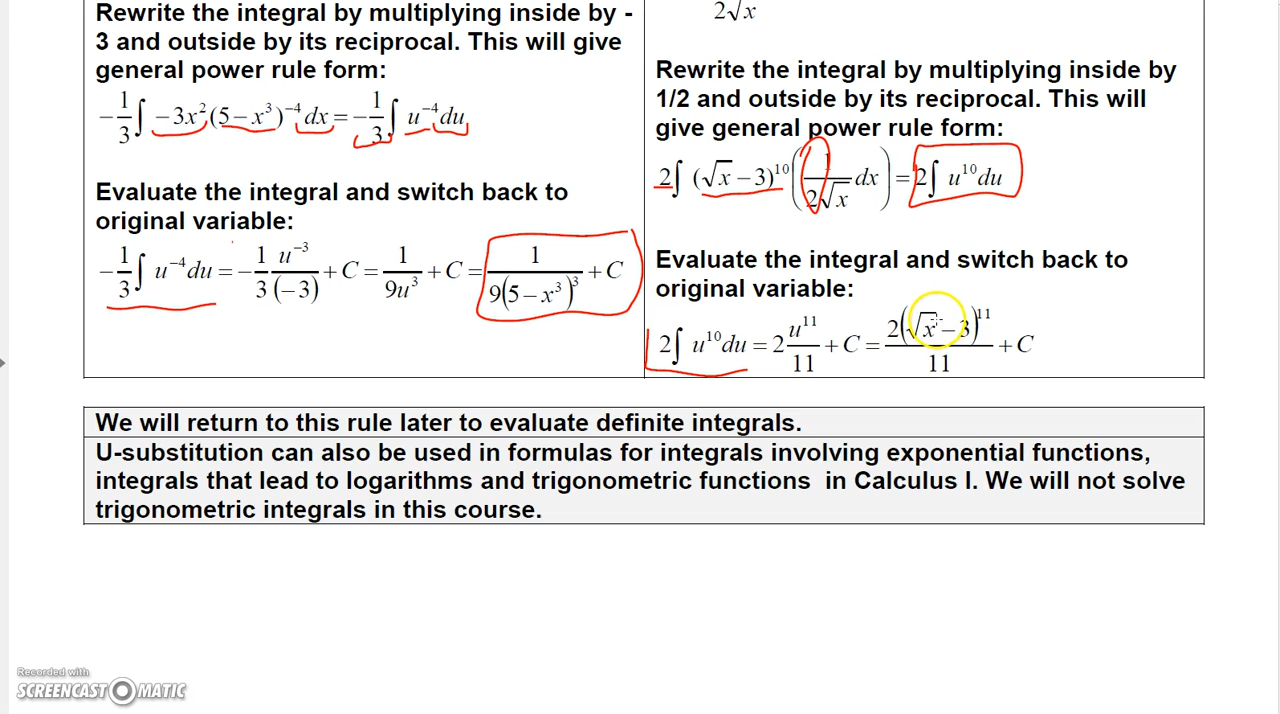 Rewrite the integral by multiplying inside by -
3 and outside by its reciprocal. This will give
general power rule form:
-1/3 ∫ -3x²(5 - x³)⁻⁴ dx = -1/3 ∫ u⁻⁴ du
Evaluate the integral and switch back to
original variable:
-1/3 ∫ u⁻⁴du = -1/3 u⁻³/(-3) + C = 1/9u³ + C = 1/9(5 - x³)³ + C
2√x
Rewrite the integral by multiplying inside by
1/2 and outside by its reciprocal. This will
give general power rule form:
2∫ (√x - 3)¹⁰ (1/2√x dx) = 2∫ u¹⁰du
Evaluate the integral and switch back to
original variable:
2∫ u¹⁰du = 2 u¹¹/11 + C = 2(√x - 3)¹¹/11 + C
We will return to this rule later to evaluate definite integrals.
U-substitution can also be used in formulas for integrals involving exponential functions,
integrals that lead to logarithms and trigonometric functions in Calculus I. We will not solve
trigonometric integrals in this course.
Recorded with
SCREENCAST-O-MATIC